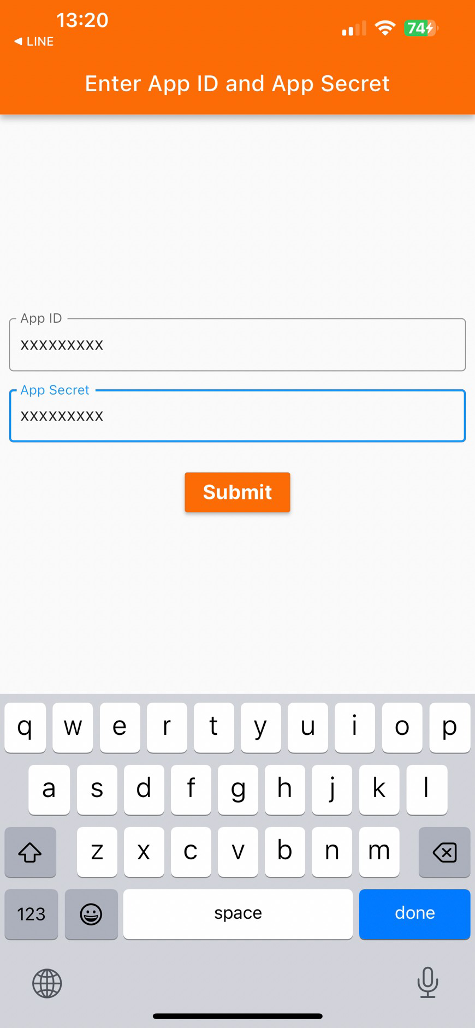 13:20
◀ LINE
74
Enter App ID and App Secret
App ID
xxxxxxxxx
App Secret
xxxxxxxxx
Submit
q w e r t y u i o p
a s d f g h j k l
z x c v b n m
123 space done